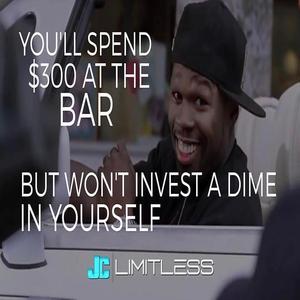 YOU'LL SPEND
$300 AT THE
BAR
BUT WON'T INVEST A DIME
IN YOURSELF
JC LIMITLESS